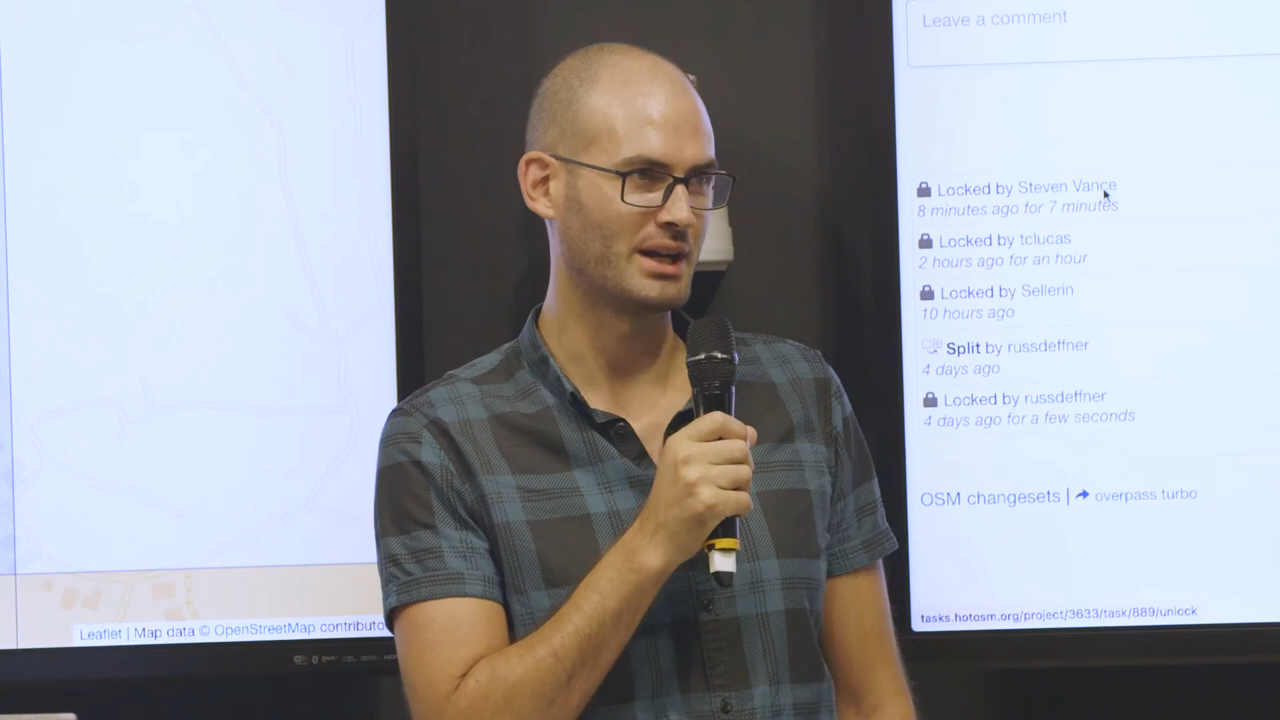 Leave a comment
Locked by Steven Vance
8 minutes ago for 7 minutes
Locked by tclucas
2 hours ago for an hour
Locked by Sellerin
10 hours ago
Split by russdeffner
4 days ago
Locked by russdeffner
4 days ago for a few seconds
OSM changesets | overpass turbo
tasks.hotosm.org/project/3633/task/889/unlock
Leaflet | Map data © OpenStreetMap contributo